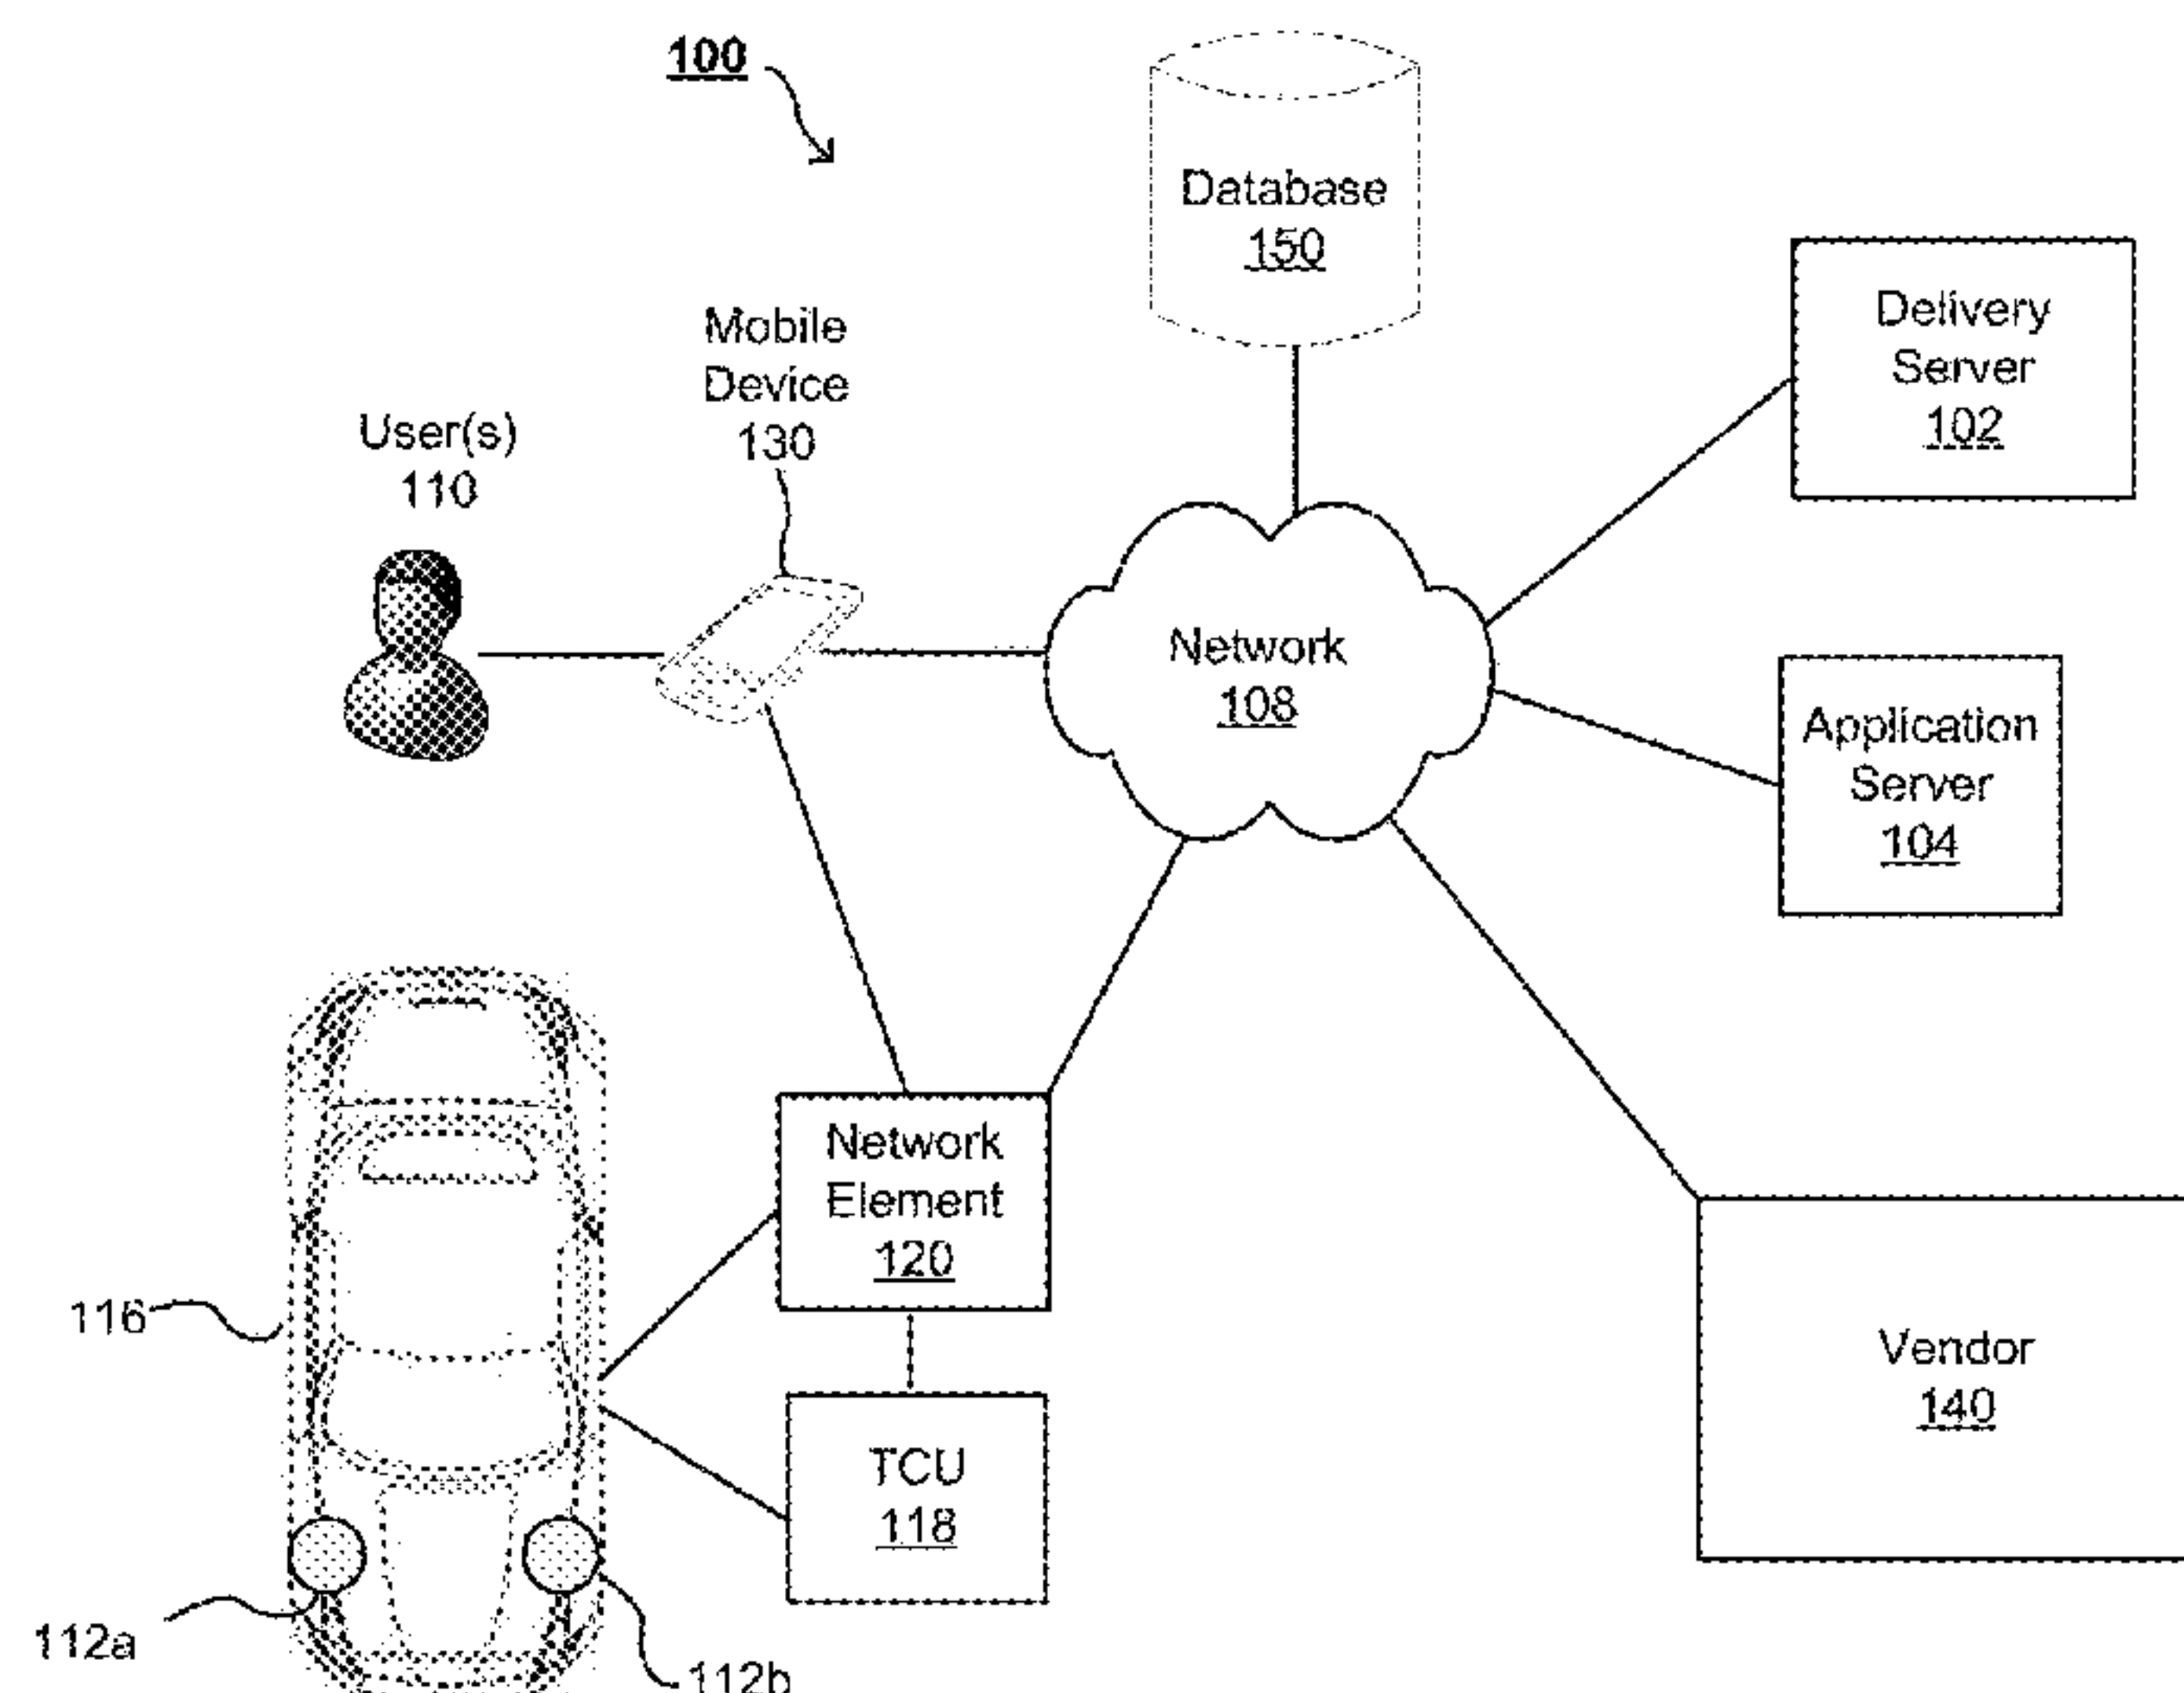 100
Database
150
Delivery
Server
102
Mobile
Device
130
User(s)
110
Network
108
Application
Server
104
Network
Element
120
116
Vendor
140
TCU
118
112a
112b